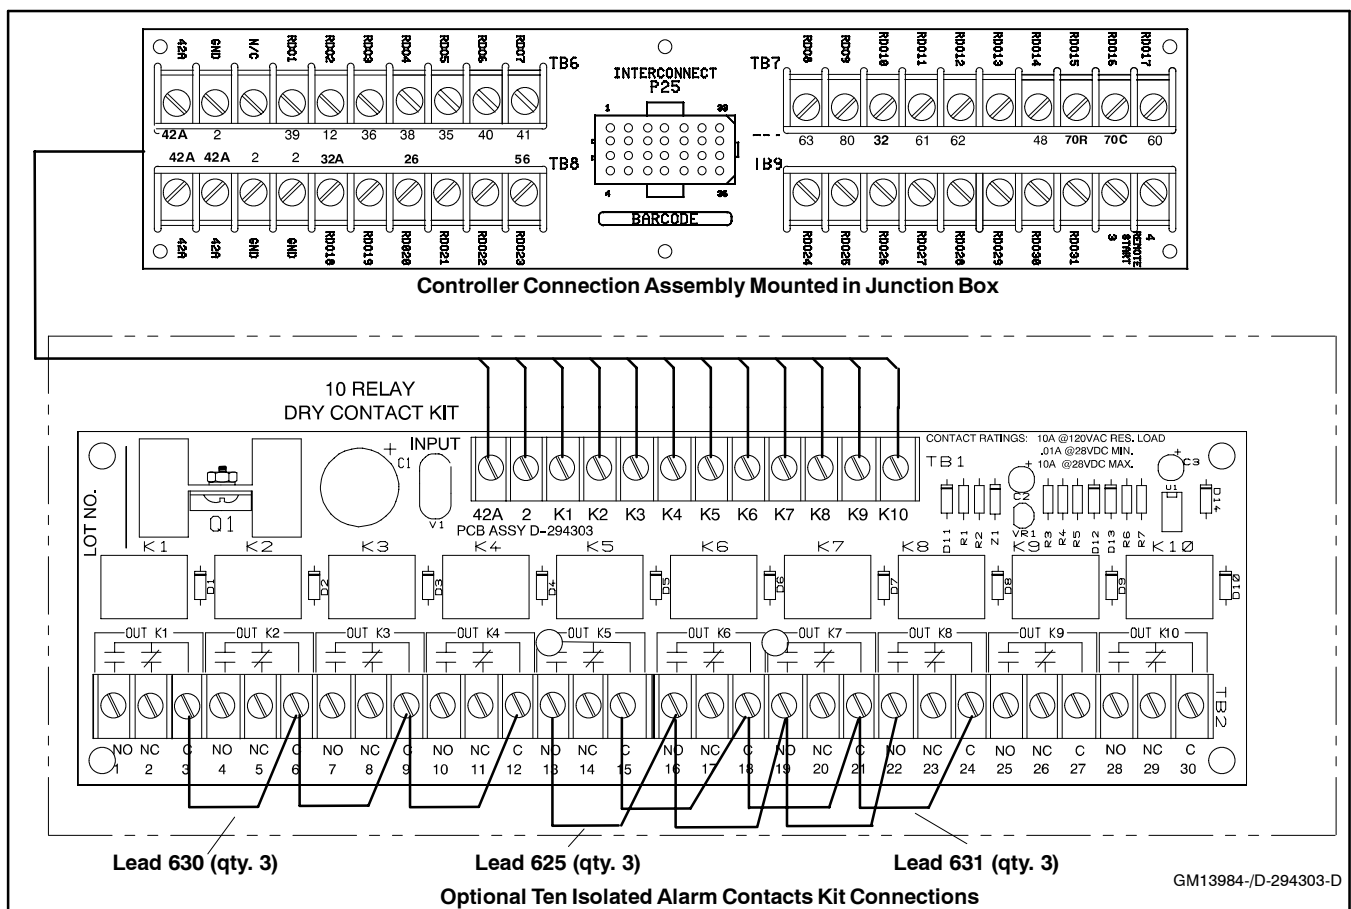 42A GND N/C RDO1 RDO2 RDO3 RDO4 RDO5 RDO6 RDO7
TB6
INTERCONNECT
P25
1 33
TB7
RDO8 RDO9 RDO10 RDO11 RDO12 RDO13 RDO14 RDO15 RDO16 RDO17
42A 2 39 12 36 38 35 40 41
63 80 32 61 62 48 70R 70C 60
42A 42A 2 2 32A 26 56
TB8
TB9
4 36
BARCODE
42A 42A GND GND RDO18 RDO19 RDO20 RDO21 RDO22 RDO23
RDO24 RDO25 RDO26 RDO27 RDO28 RDO29 RDO30 RDO31 3 REMOTE START 4
Controller Connection Assembly Mounted in Junction Box
10 RELAY
DRY CONTACT KIT
INPUT
CONTACT RATINGS: 10A @120VAC RES. LOAD
.01A @28VDC MIN.
10A @28VDC MAX.
TB1
LOT NO.
Q1
C1
V1
42A 2 K1 K2 K3 K4 K5 K6 K7 K8 K9 K10
PCB ASSY D-294303
D11 R1 R2 Z1 C2 VR1 R3 R4 R5 D12 D13 R6 R7 U1 C3 D14
K1 K2 K3 K4 K5 K6 K7 K8 K9 K10
D1 D2 D3 D4 D5 D6 D7 D8 D9 D10
OUT K1 OUT K2 OUT K3 OUT K4 OUT K5 OUT K6 OUT K7 OUT K8 OUT K9 OUT K10
TB2
NO NC C NO NC C NO NC C NO NC C NO NC C NO NC C NO NC C NO NC C NO NC C NO NC C
1 2 3 4 5 6 7 8 9 10 11 12 13 14 15 16 17 18 19 20 21 22 23 24 25 26 27 28 29 30
Lead 630 (qty. 3)
Lead 625 (qty. 3)
Lead 631 (qty. 3)
GM13984-/D-294303-D
Optional Ten Isolated Alarm Contacts Kit Connections